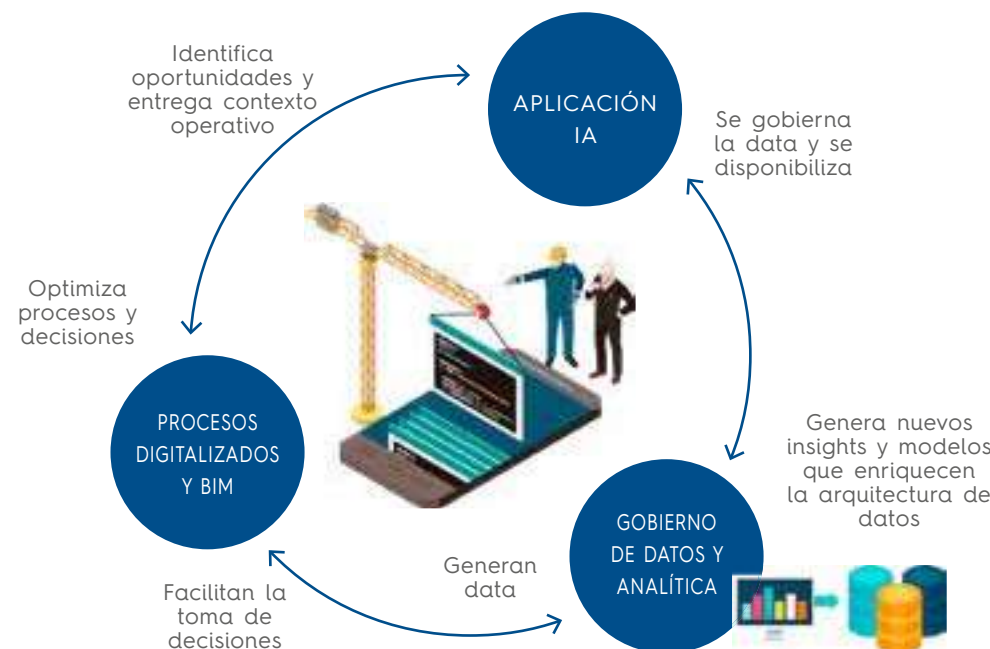 Identifica
oportunidades y
entrega contexto
operativo
APLICACIÓN
IA
Se gobierna
la data y se
disponibiliza
Optimiza
procesos y
decisiones
PROCESOS
DIGITALIZADOS
Y BIM
Genera nuevos
insights y modelos
que enriquecen
la arquitectura de
datos
GOBIERNO
DE DATOS Y
ANALÍTICA
Generan
data
Facilitan la
toma de
decisiones